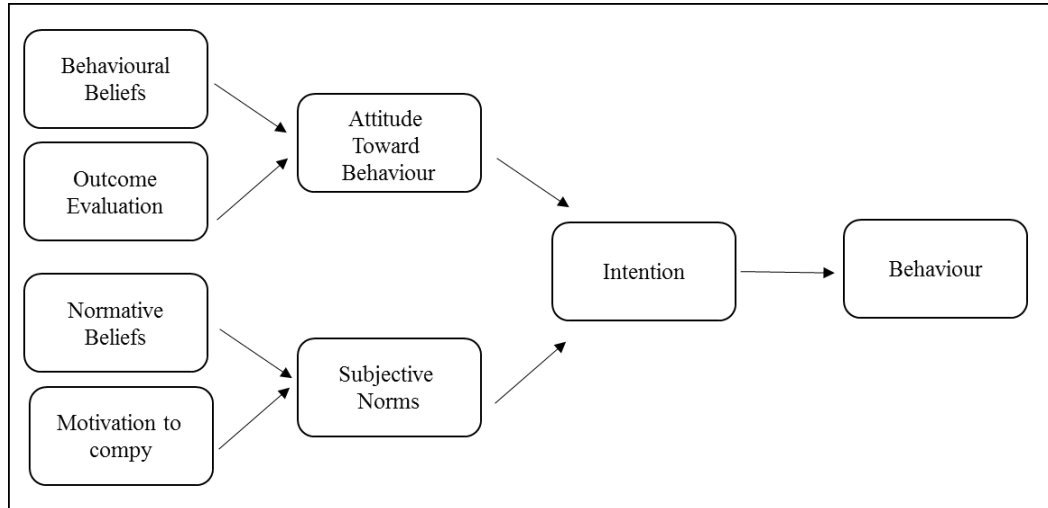 Behavioural
Beliefs
Outcome
Evaluation
Normative
Beliefs
Motivation to
compy
Attitude
Toward
Behaviour
Subjective
Norms
Intention
Behaviour